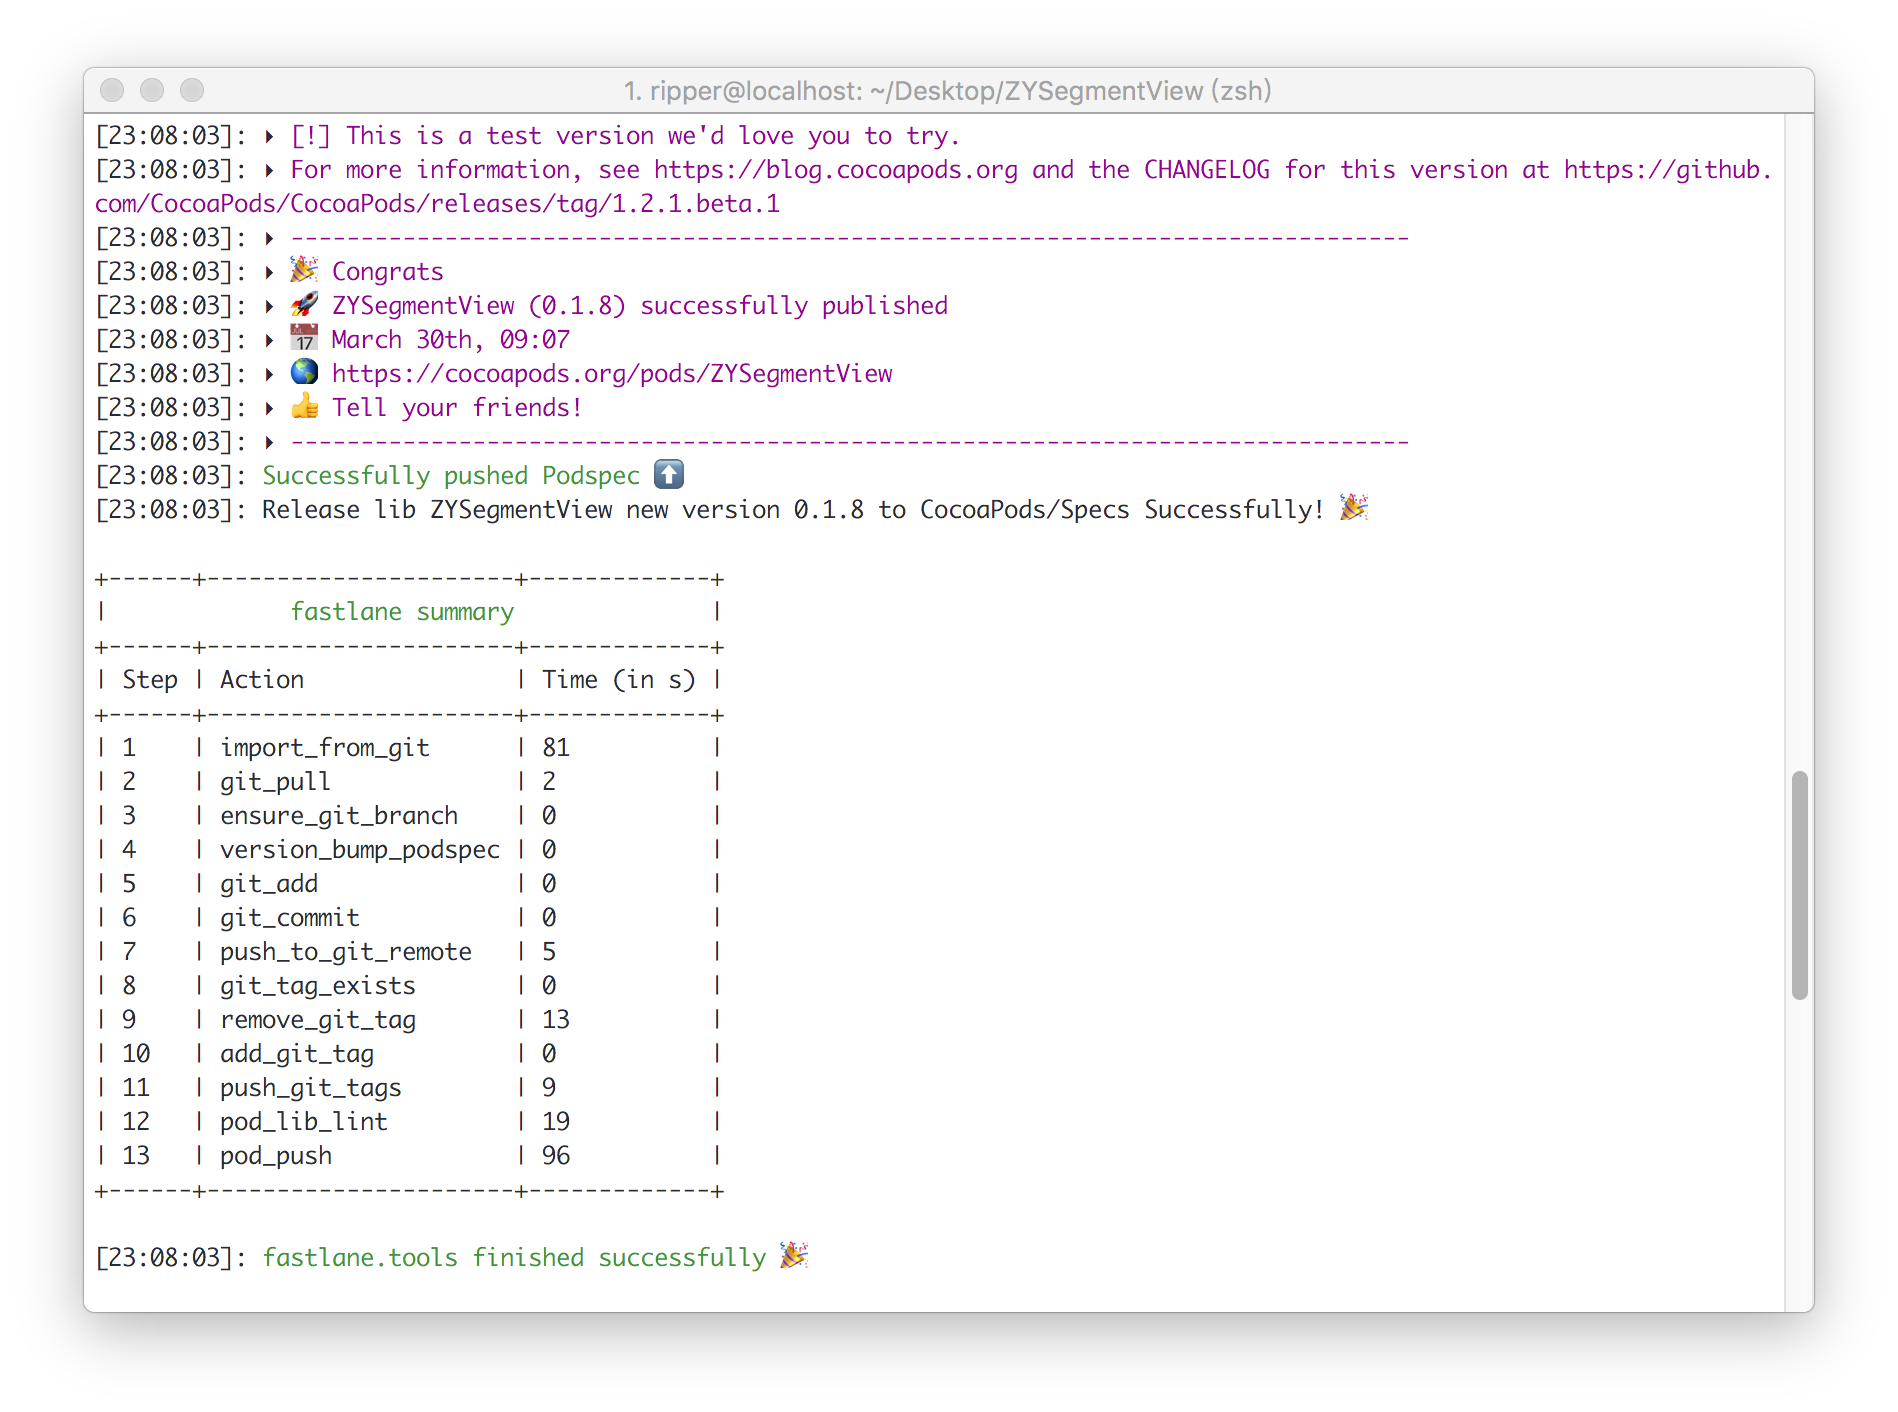 1. ripper@localhost: ~/Desktop/ZYSegmentView (zsh)
[23:08:03]: ▸ [!] This is a test version we'd love you to try.
[23:08:03]: ▸ For more information, see https://blog.cocoapods.org and the CHANGELOG for this version at https://github.
com/CocoaPods/CocoaPods/releases/tag/1.2.1.beta.1
[23:08:03]: ▸ --------------------------------------------------------------------------------
[23:08:03]: ▸ 🎉 Congrats
[23:08:03]: ▸ 🚀 ZYSegmentView (0.1.8) successfully published
[23:08:03]: ▸ 📅 March 30th, 09:07
[23:08:03]: ▸ 🌎 https://cocoapods.org/pods/ZYSegmentView
[23:08:03]: ▸ 👍 Tell your friends!
[23:08:03]: ▸ --------------------------------------------------------------------------------
[23:08:03]: Successfully pushed Podspec ⬆️
[23:08:03]: Release lib ZYSegmentView new version 0.1.8 to CocoaPods/Specs Successfully! 🎉
+------+----------------------+-------------+
|             fastlane summary              |
+------+----------------------+-------------+
| Step | Action               | Time (in s) |
+------+----------------------+-------------+
| 1    | import_from_git      | 81          |
| 2    | git_pull             | 2           |
| 3    | ensure_git_branch    | 0           |
| 4    | version_bump_podspec | 0           |
| 5    | git_add              | 0           |
| 6    | git_commit           | 0           |
| 7    | push_to_git_remote   | 5           |
| 8    | git_tag_exists       | 0           |
| 9    | remove_git_tag       | 13          |
| 10   | add_git_tag          | 0           |
| 11   | push_git_tags        | 9           |
| 12   | pod_lib_lint         | 19          |
| 13   | pod_push             | 96          |
+------+----------------------+-------------+
[23:08:03]: fastlane.tools finished successfully 🎉